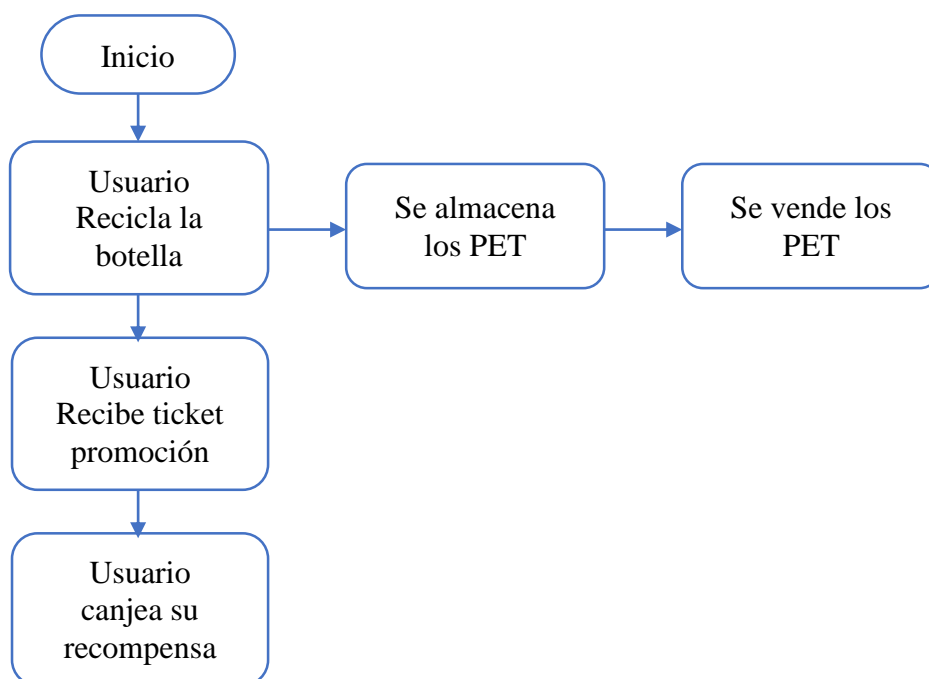 Inicio
Usuario
Recicla la
botella
Se almacena
los PET
Se vende los
PET
Usuario
Recibe ticket
promoción
Usuario
canjea su
recompensa